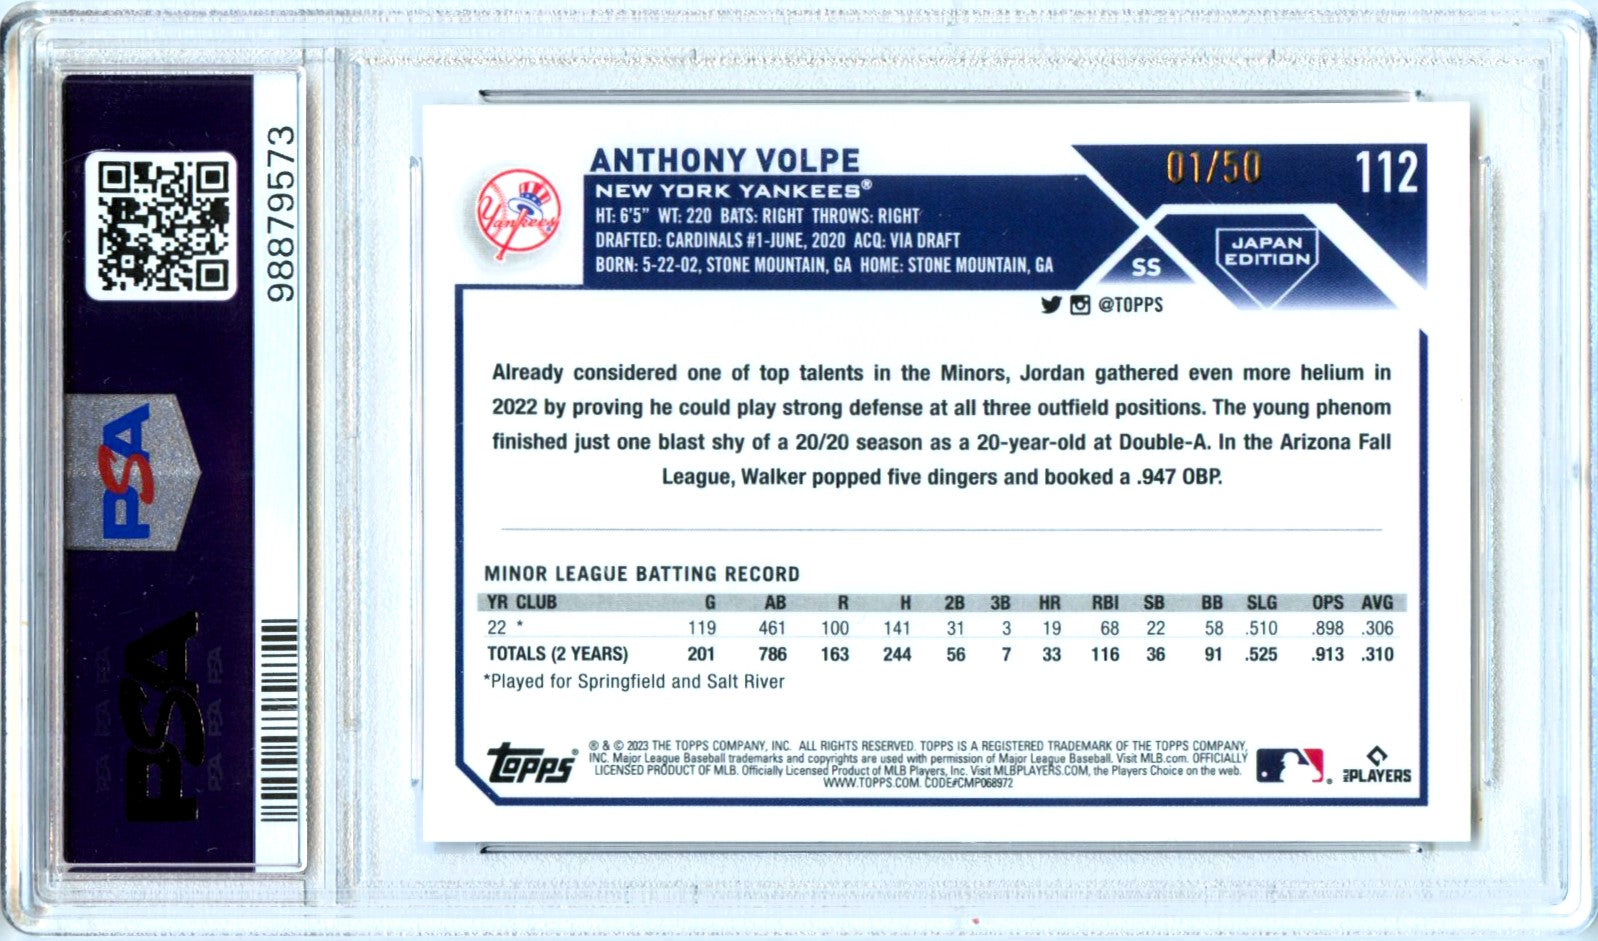 98879573
PSA
PSA
Yankees
ANTHONY VOLPE
NEW YORK YANKEES®
HT: 6'5" WT: 220 BATS: RIGHT THROWS: RIGHT
DRAFTED: CARDINALS #1-JUNE, 2020 ACQ: VIA DRAFT
BORN: 5-22-02, STONE MOUNTAIN, GA HOME: STONE MOUNTAIN, GA
01/50
112
SS
JAPAN
EDITION
@TOPPS
Already considered one of top talents in the Minors, Jordan gathered even more helium in
2022 by proving he could play strong defense at all three outfield positions. The young phenom
finished just one blast shy of a 20/20 season as a 20-year-old at Double-A. In the Arizona Fall
League, Walker popped five dingers and booked a .947 OBP.
MINOR LEAGUE BATTING RECORD
YR CLUB G AB R H 2B 3B HR RBI SB BB SLG OPS AVG
22 * 119 461 100 141 31 3 19 68 22 58 .510 .898 .306
TOTALS (2 YEARS) 201 786 163 244 56 7 33 116 36 91 .525 .913 .310
*Played for Springfield and Salt River
topps®
® & © 2023 THE TOPPS COMPANY, INC. ALL RIGHTS RESERVED. TOPPS IS A REGISTERED TRADEMARK OF THE TOPPS COMPANY,
INC. Major League Baseball trademarks and copyrights are used with permission of Major League Baseball. Visit MLB.com. OFFICIALLY
LICENSED PRODUCT OF MLB. Officially Licensed Product of MLB Players, Inc. Visit MLBPLAYERS.COM, the Players Choice on the web.
WWW.TOPPS.COM. CODE#CMP068972
MLB PLAYERS